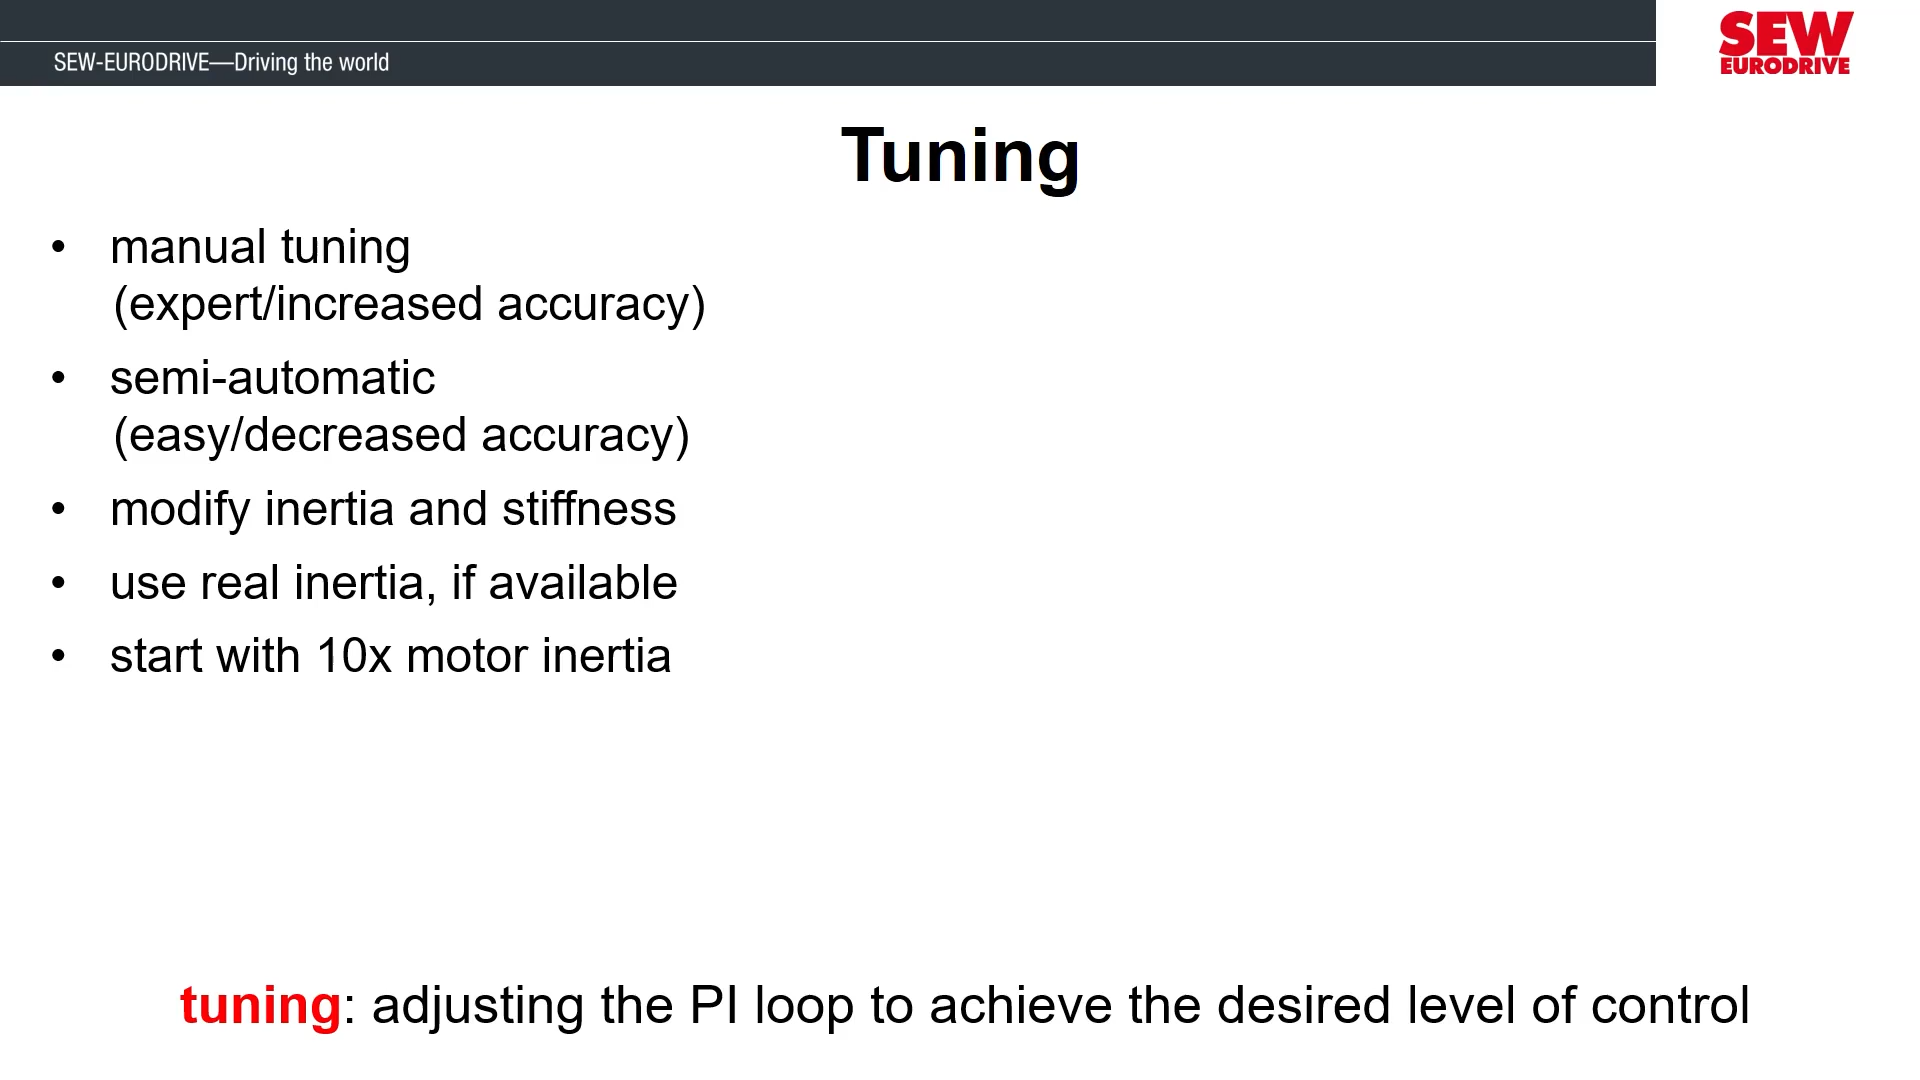 SEW-EURODRIVE—Driving the world
SEW
EURODRIVE
Tuning
• manual tuning
(expert/increased accuracy)
• semi-automatic
(easy/decreased accuracy)
• modify inertia and stiffness
• use real inertia, if available
• start with 10x motor inertia
tuning: adjusting the PI loop to achieve the desired level of control